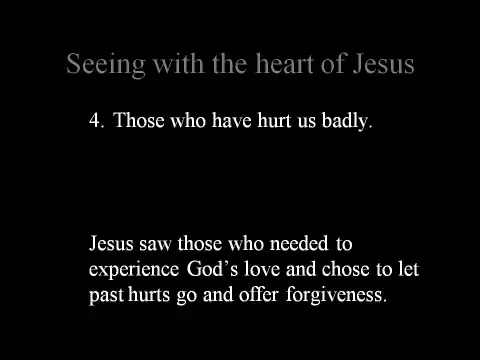 Seeing with the heart of Jesus
4. Those who have hurt us badly.
Jesus saw those who needed to
experience God’s love and chose to let
past hurts go and offer forgiveness.